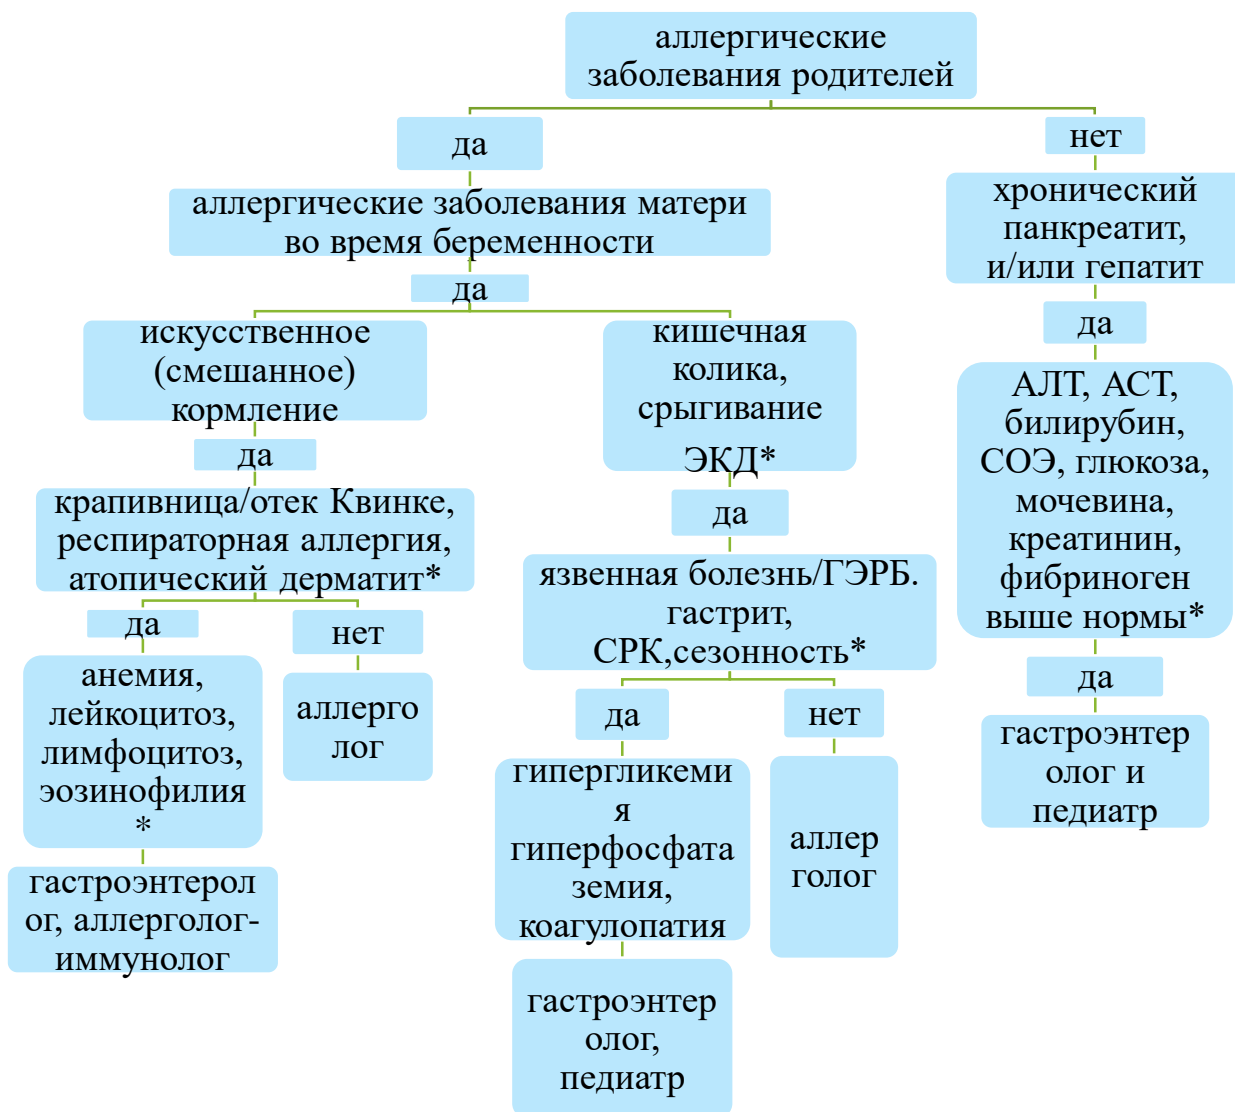 аллергические
заболевания родителей
да
нет
аллергические заболевания матери
во время беременности
хронический
панкреатит,
и/или гепатит
да
да
искусственное
(смешанное)
кормление
кишечная
колика,
срыгивание
ЭКД*
АЛТ, АСТ,
билирубин,
СОЭ, глюкоза,
мочевина,
креатинин,
фибриноген
выше нормы*
да
да
крапивница/отек Квинке,
респираторная аллергия,
атопический дерматит*
язвенная болезнь/ГЭРБ.
гастрит,
СРК,сезонность*
да
нет
да
нет
да
анемия,
лейкоцитоз,
лимфоцитоз,
эозинофилия
*
аллерго
лог
гипергликеми
я
гиперфосфата
земия,
коагулопатия
аллер
голог
гастроэнтер
олог и
педиатр
гастроэнтерол
ог, аллерголог-
иммунолог
гастроэнтер
олог,
педиатр